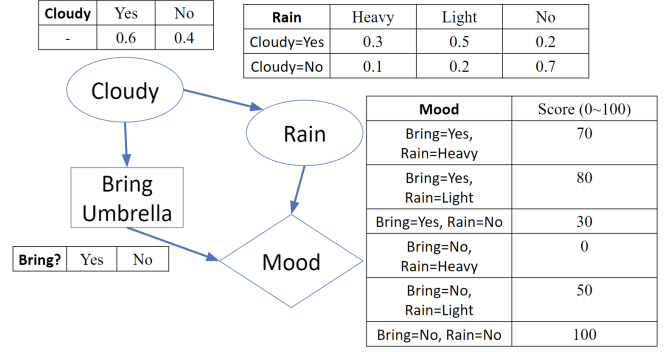 Cloudy Yes No
- 0.6 0.4
Rain Heavy Light No
Cloudy=Yes 0.3 0.5 0.2
Cloudy=No 0.1 0.2 0.7
Cloudy
Rain
Bring
Umbrella
Mood
Bring? Yes No
Mood Score (0~100)
Bring=Yes,
Rain=Heavy 70
Bring=Yes,
Rain=Light 80
Bring=Yes, Rain=No 30
Bring=No,
Rain=Heavy 0
Bring=No,
Rain=Light 50
Bring=No, Rain=No 100